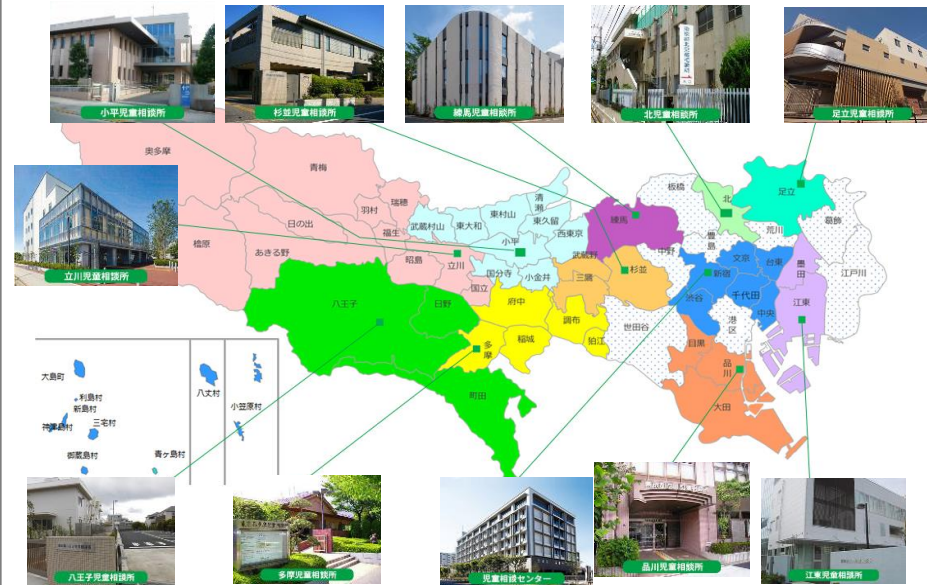 小平児童相談所
杉並児童相談所
練馬児童相談所
北児童相談所
足立児童相談所
立川児童相談所
奥多摩
青梅
瑞穂
羽村
日の出
福生
檜原
あきる野
昭島
立川
国立
武蔵村山
東大和
東村山
清瀬
東久留米
小平
西東京
国分寺
小金井
武蔵野
三鷹
練馬
杉並
中野
板橋
北
豊島
足立
荒川
葛飾
文京
台東
新宿
墨田
江戸川
渋谷
千代田
江東
中央
港区
世田谷
目黒
品川
大田
八王子
日野
府中
調布
稲城
狛江
多摩
町田
大島町
利島村
新島村
神津島村
三宅村
御蔵島村
八丈村
小笠原村
青ヶ島村
八王子児童相談所
多摩児童相談所
児童相談センター
品川児童相談所
江東児童相談所